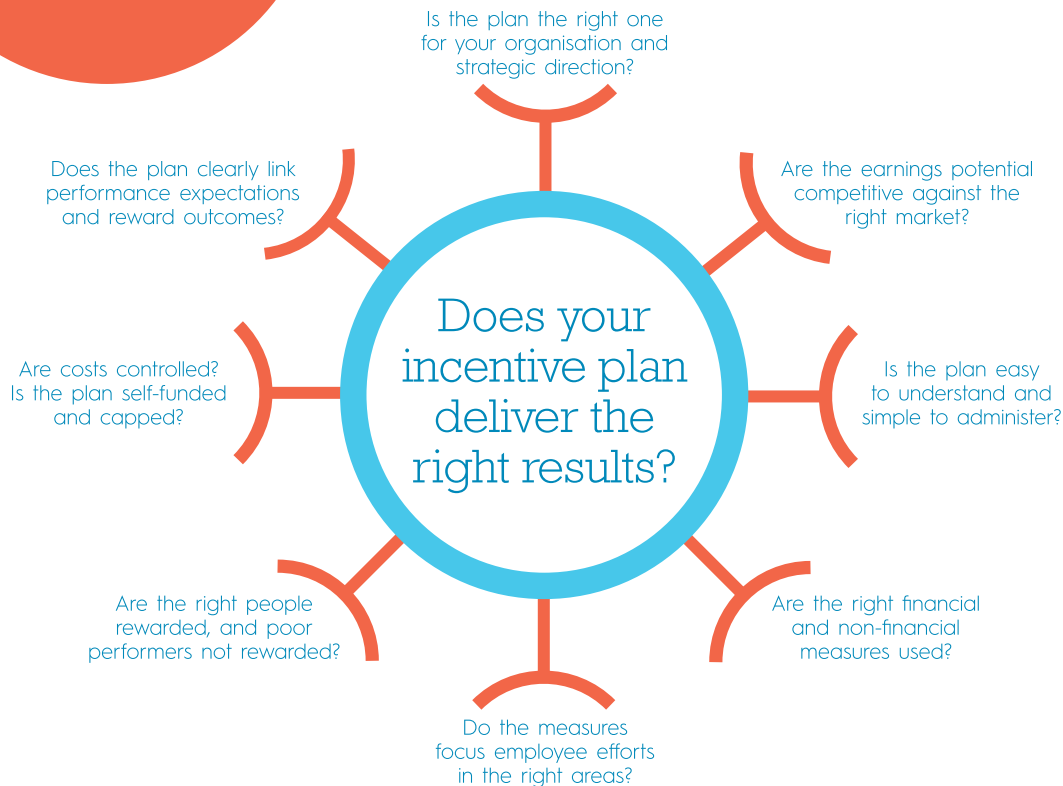 Is the plan the right one
for your organisation and
strategic direction?
Does the plan clearly link
performance expectations
and reward outcomes?
Are the earnings potential
competitive against the
right market?
Does your
incentive plan
deliver the
right results?
Are costs controlled?
Is the plan self-funded
and capped?
Is the plan easy
to understand and
simple to administer?
Are the right people
rewarded, and poor
performers not rewarded?
Are the right financial
and non-financial
measures used?
Do the measures
focus employee efforts
in the right areas?